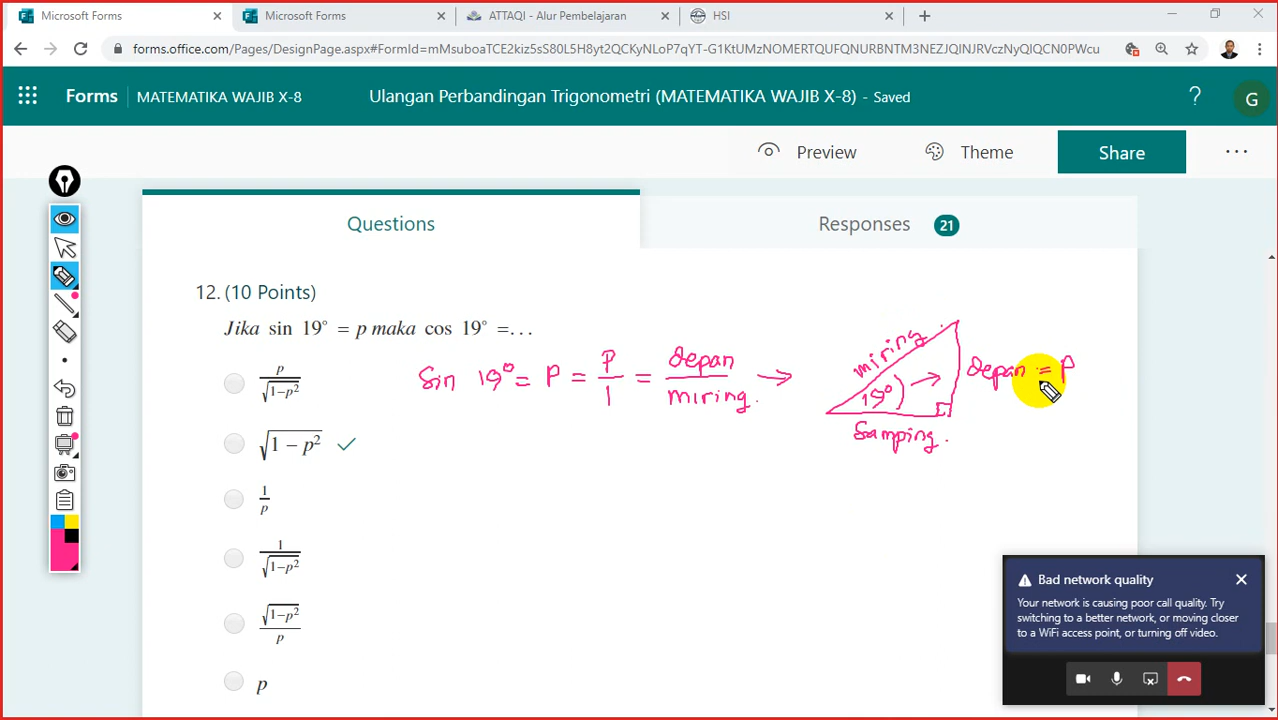 Microsoft Forms
Microsoft Forms
ATTAQI - Alur Pembelajaran
HSI
forms.office.com/Pages/DesignPage.aspx#FormId=mMsuboaTCE2kiz5sS80L5H8yt2QCKyNLoP7qYT-G1KtUMzNOMERTQUFQNURBNTM3NEZJQlNJRVczNyQlQCN0PWcu
Forms
MATEMATIKA WAJIB X-8
Ulangan Perbandingan Trigonometri (MATEMATIKA WAJIB X-8) - Saved
?
G
Preview
Theme
Share
Questions
Responses 21
12. (10 Points)
Jika sin 19° = p maka cos 19° =...
p/√(1-p²)
√(1 − p²)
1/p
1/√(1-p²)
√(1-p²)/p
p
Sin 19° = P = P/1 = depan/miring. →
miring
19°
depan = P
Samping.
Bad network quality
Your network is causing poor call quality. Try
switching to a better network, or moving closer
to a WiFi access point, or turning off video.